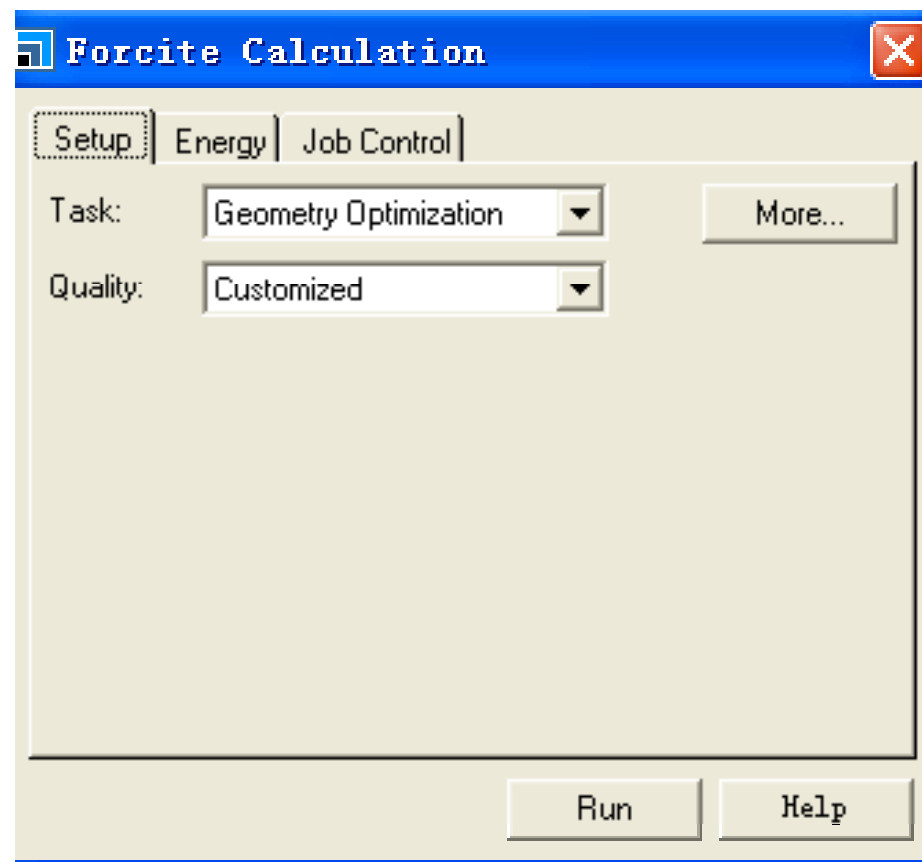 Forcite Calculation
Setup Energy Job Control
Task: Geometry Optimization More...
Quality: Customized
Run Help